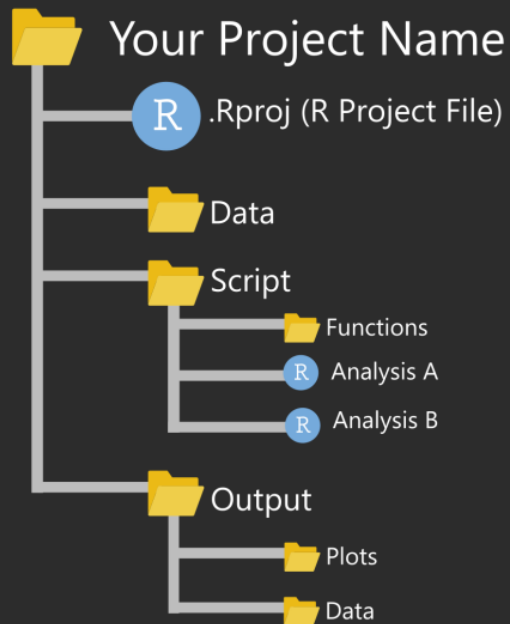 Your Project Name
R .Rproj (R Project File)
Data
Script
Functions
R Analysis A
R Analysis B
Output
Plots
Data